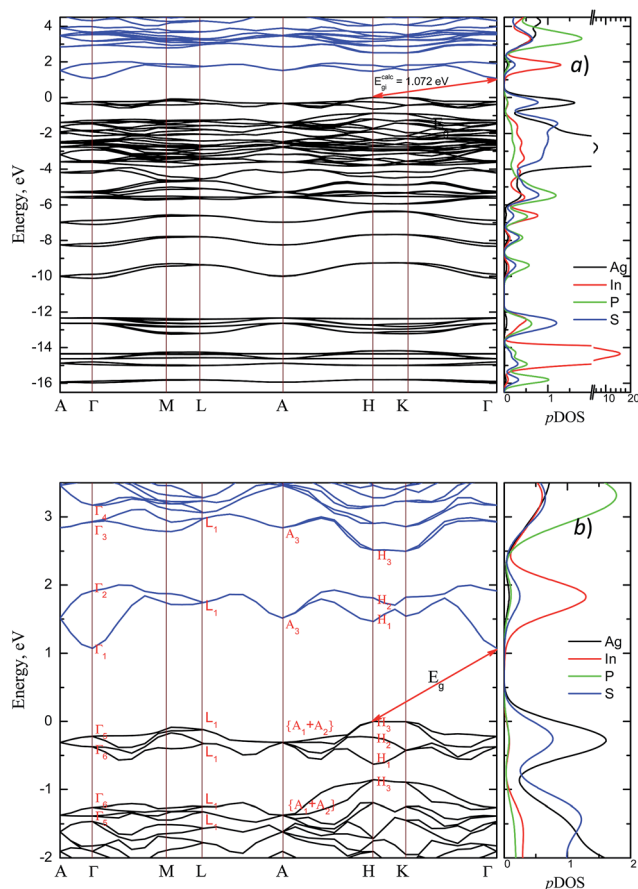 4
2
0
-2
-4
-6
-8
-10
-12
-14
-16
Energy, eV
E_gi^calc = 1.072 eV
a)
Ag
In
P
S
A Γ M L A H K Γ
0 1 10 20
pDOS
3
2
1
0
-1
-2
Energy, eV
Γ₄
Γ₃
Γ₂
Γ₁
Γ₅
Γ₆
Γ₆
Γ₅
L₁
L₁
L₁
L₁
L₁
L₁
A₃
A₃
{A₁+A₂}
{A₁+A₂}
H₃
H₂
H₁
H₃
H₂
H₁
H₃
E_g
b)
Ag
In
P
S
A Γ M L A H K Γ
0 1 2
pDOS